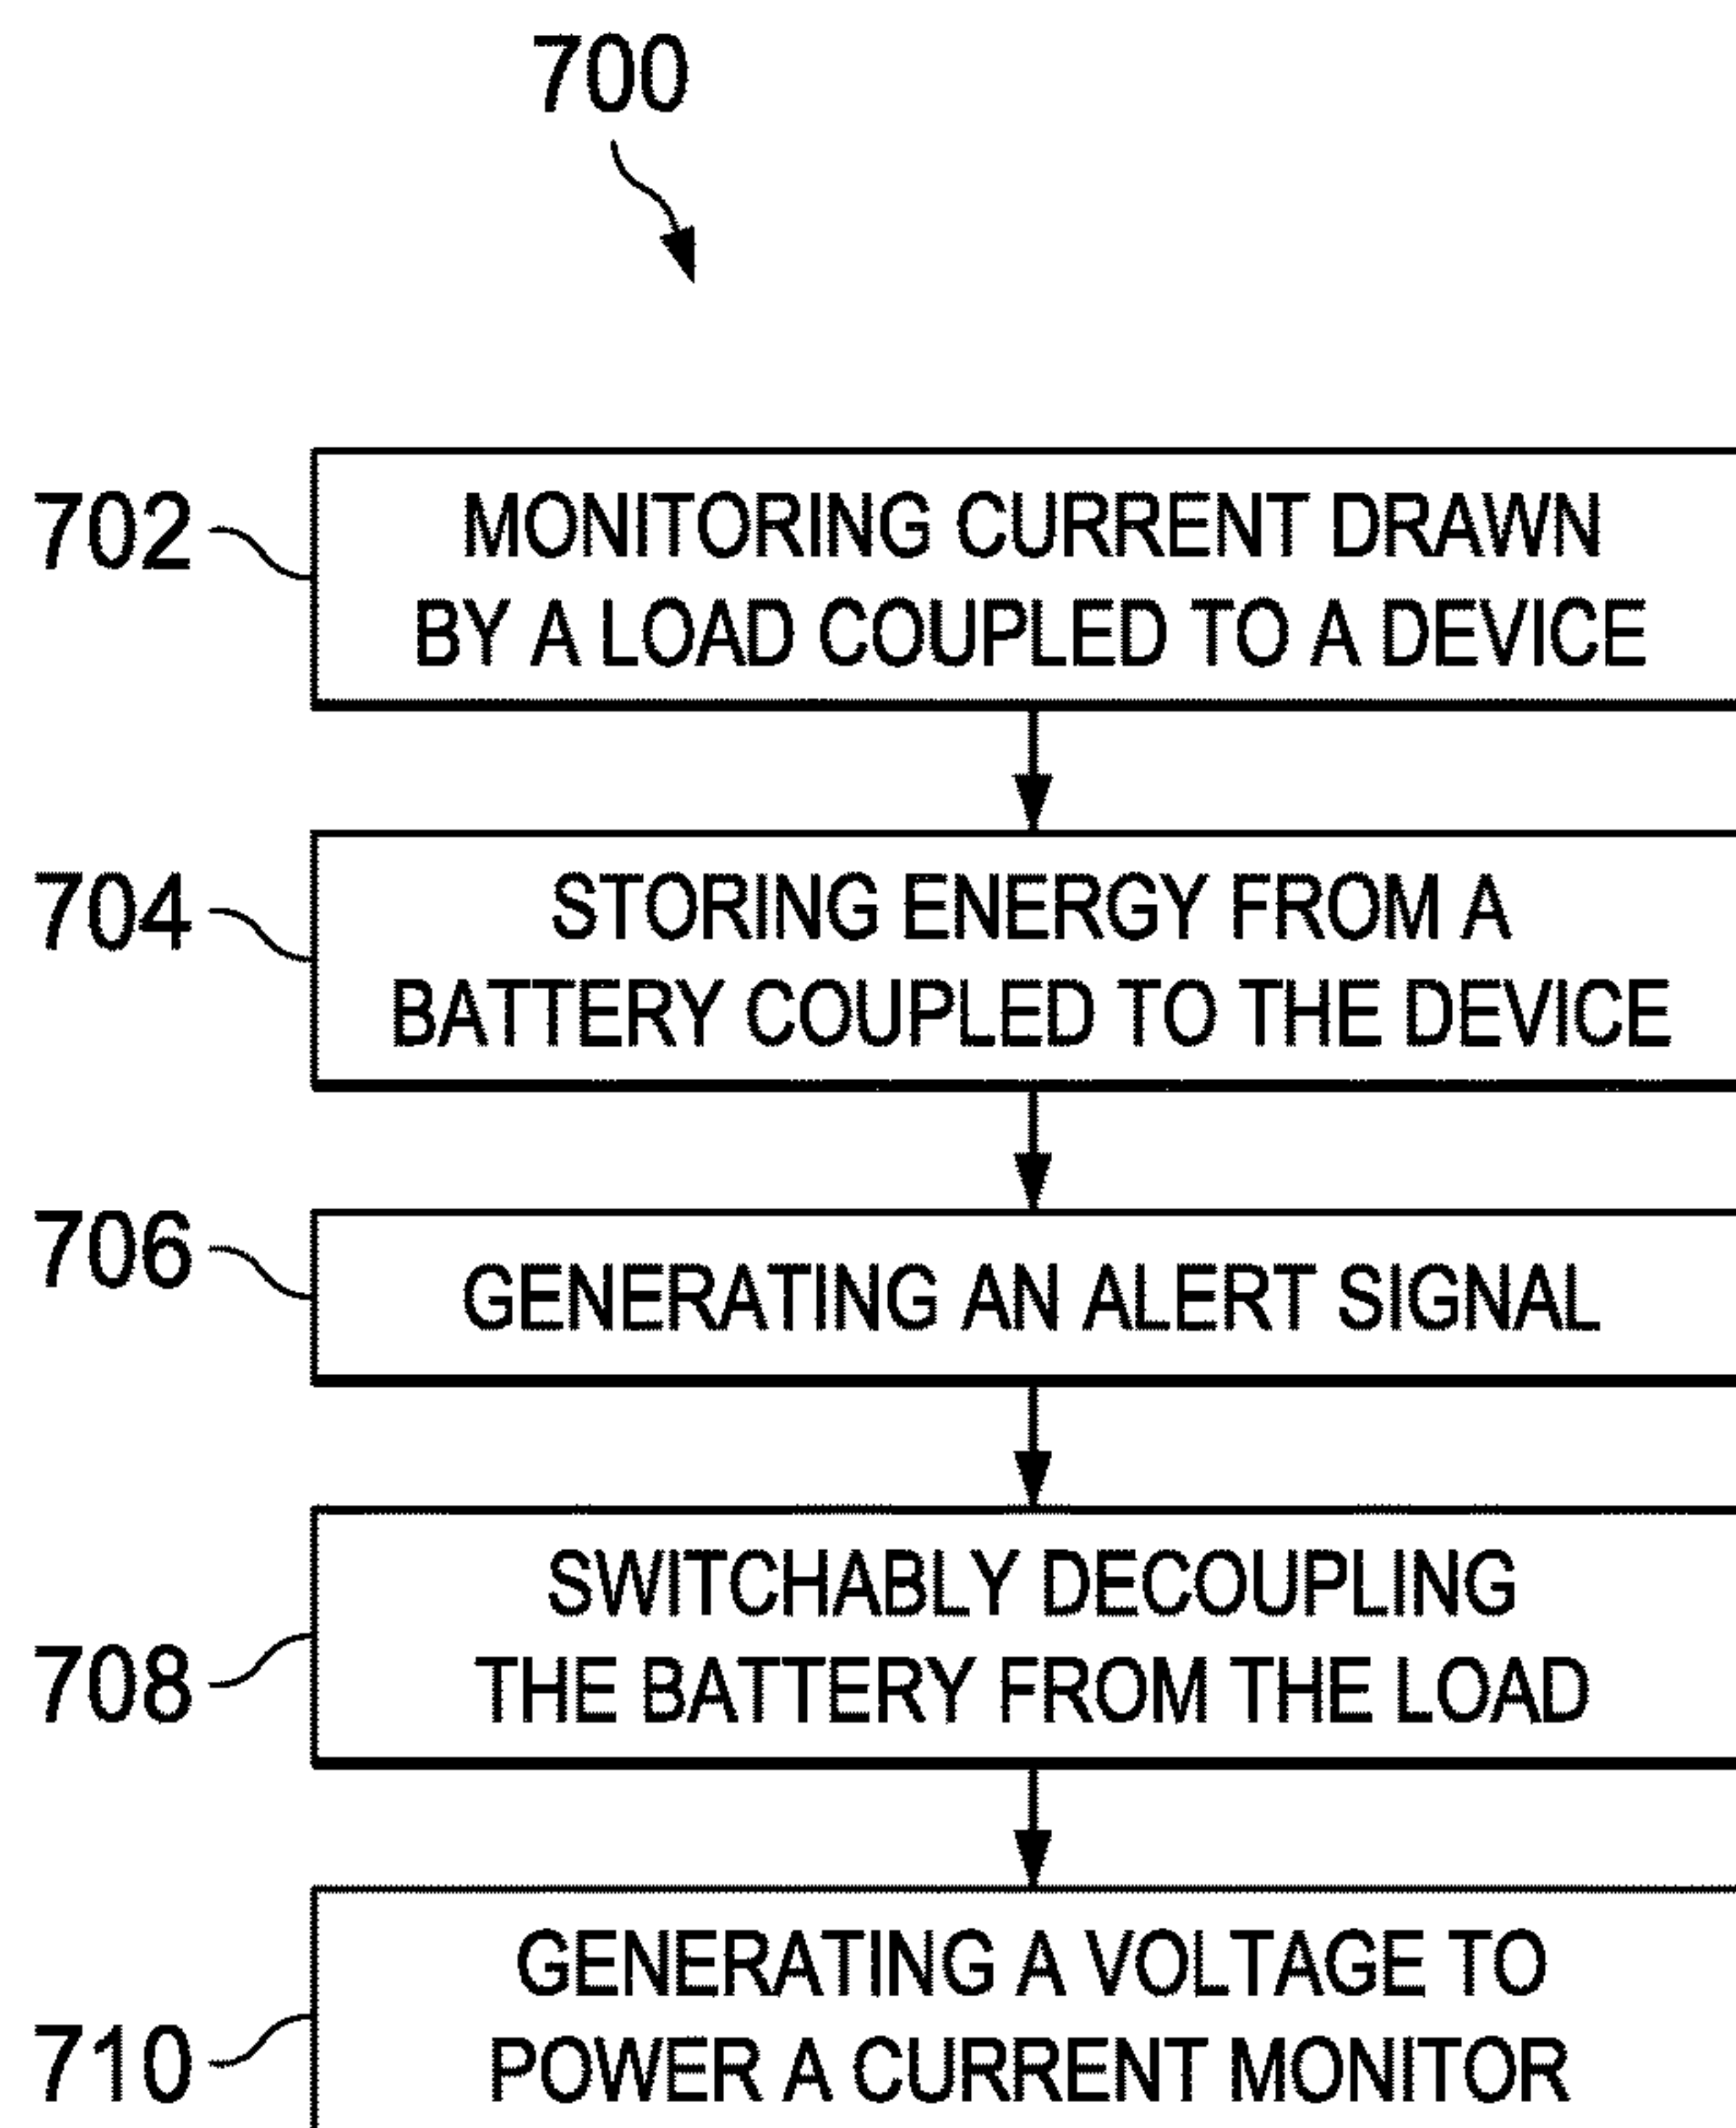 700
702
MONITORING CURRENT DRAWN
BY A LOAD COUPLED TO A DEVICE
704
STORING ENERGY FROM A
BATTERY COUPLED TO THE DEVICE
706
GENERATING AN ALERT SIGNAL
708
SWITCHABLY DECOUPLING
THE BATTERY FROM THE LOAD
710
GENERATING A VOLTAGE TO
POWER A CURRENT MONITOR